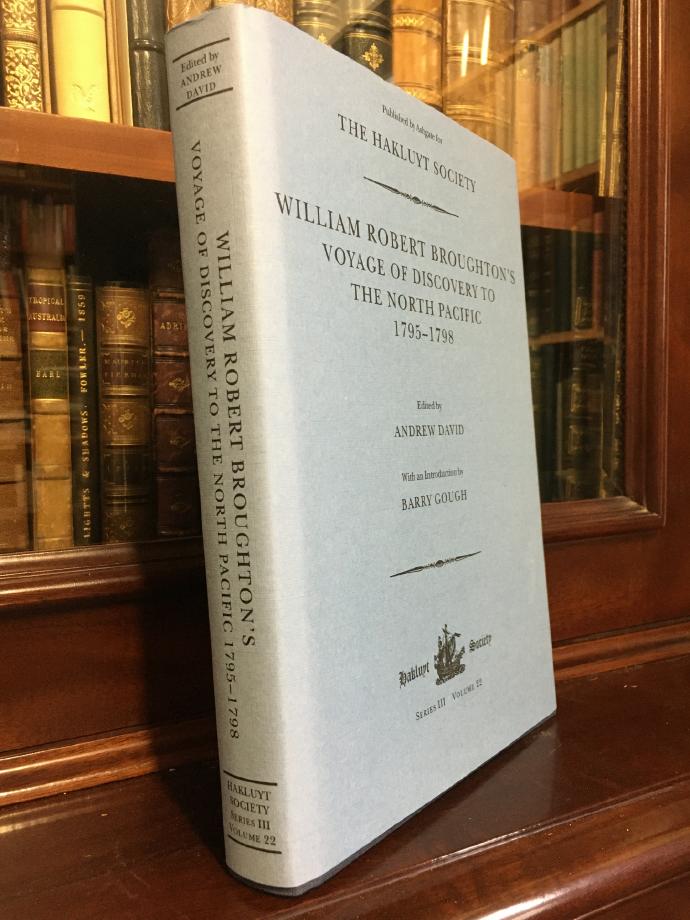 Edited by
ANDREW
DAVID
WILLIAM ROBERT BROUGHTON'S
VOYAGE OF DISCOVERY TO THE NORTH PACIFIC 1795–1798
HAKLUYT
SOCIETY
SERIES III
VOLUME 22
Published by Ashgate for
THE HAKLUYT SOCIETY
WILLIAM ROBERT BROUGHTON'S
VOYAGE OF DISCOVERY TO
THE NORTH PACIFIC
1795–1798
Edited by
ANDREW DAVID
With an Introduction by
BARRY GOUGH
Hakluyt Society
SERIES III VOLUME 22
TROPICAL
AUSTRALIA
EARL
LIGHTTS & SHADOWS. FOWLER.— 1859